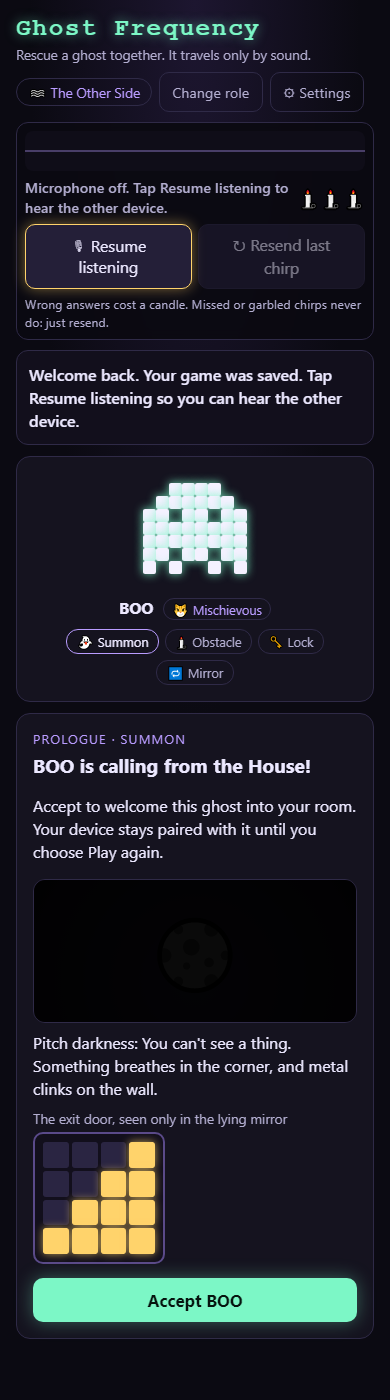 Ghost Frequency
Rescue a ghost together. It travels only by sound.
The Other Side
Change role
⚙ Settings
Microphone off. Tap Resume listening to
hear the other device.
🎙 Resume
listening
↻ Resend last
chirp
Wrong answers cost a candle. Missed or garbled chirps never
do: just resend.
Welcome back. Your game was saved. Tap
Resume listening so you can hear the other
device.
BOO
Mischievous
Summon
Obstacle
Lock
Mirror
PROLOGUE · SUMMON
BOO is calling from the House!
Accept to welcome this ghost into your room.
Your device stays paired with it until you
choose Play again.
Pitch darkness: You can't see a thing.
Something breathes in the corner, and metal
clinks on the wall.
The exit door, seen only in the lying mirror
Accept BOO